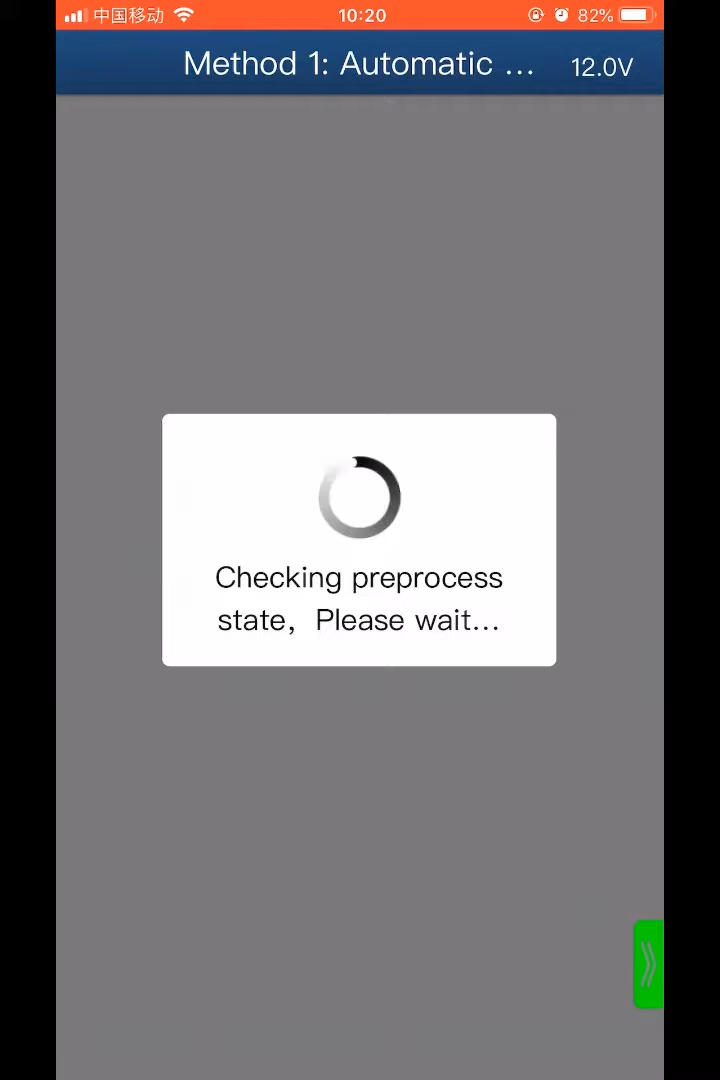 中国移动 10:20 82%
Method 1: Automatic ... 12.0V
Checking preprocess
state，Please wait...